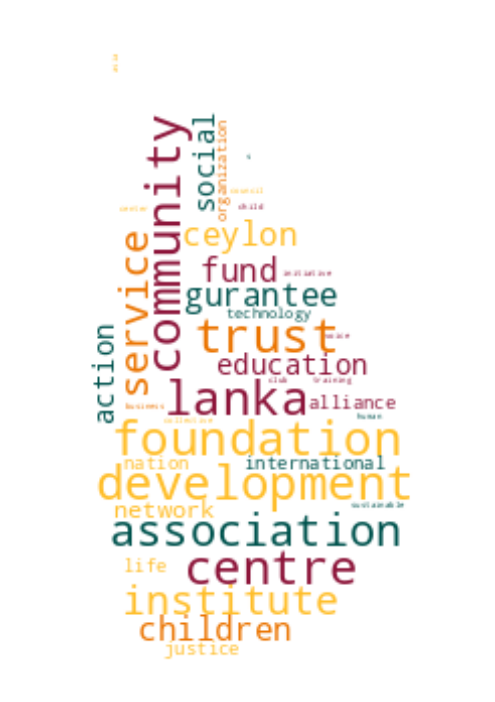 community
social
organization
council
center
child
ceylon
service
fund
initiative
gurantee
technology
trust
action
education
club
training
lanka
alliance
business
human
foundation
nation
international
development
network
sustainable
association
life
centre
institute
children
justice